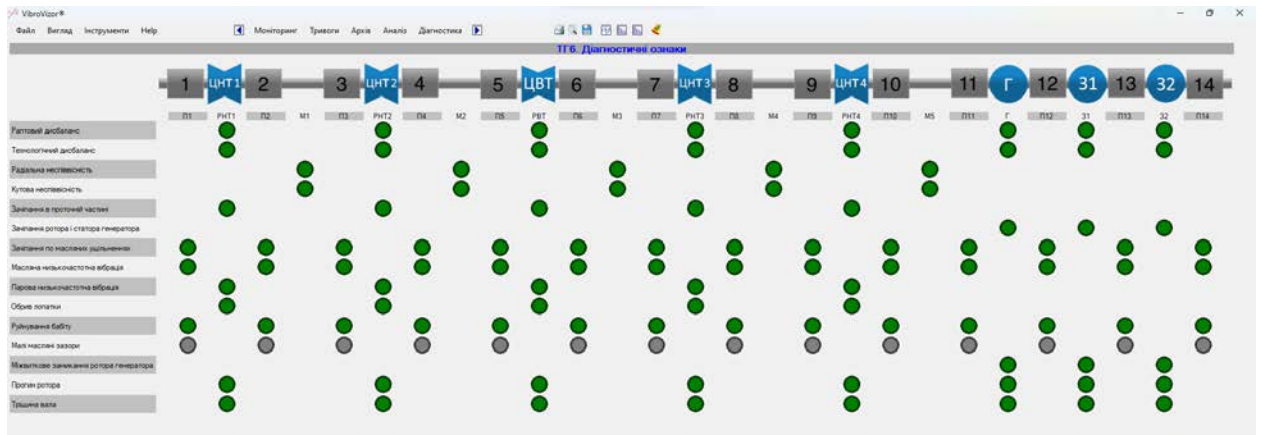 VibroVizor®
Файл Вигляд Інструменти Help Моніторинг Тривоги Архів Аналіз Діагностика
ТГ6. Діагностичні ознаки
1 ЦНТ1 2 3 ЦНТ2 4 5 ЦВТ 6 7 ЦНТ3 8 9 ЦНТ4 10 11 Г 12 31 13 32 14
П1 РНТ1 П2 М1 П3 РНТ2 П4 М2 П5 РВТ П6 М3 П7 РНТ3 П8 М4 П9 РНТ4 П10 М5 П11 Г П12 31 П13 32 П14
Раптовий дисбаланс
Технологічний дисбаланс
Радіальна неспіввісність
Кутова неспіввісність
Зачіпання в проточній частині
Зачіпання ротора і статора генератора
Зачіпання по масляних ущільненнях
Масляна низькочастотна вібрація
Парова низькочастотна вібрація
Обрив лопатки
Руйнування бабіту
Малі масляні зазори
Міжвиткове замикання ротора генератора
Прогин ротора
Тріщина вала